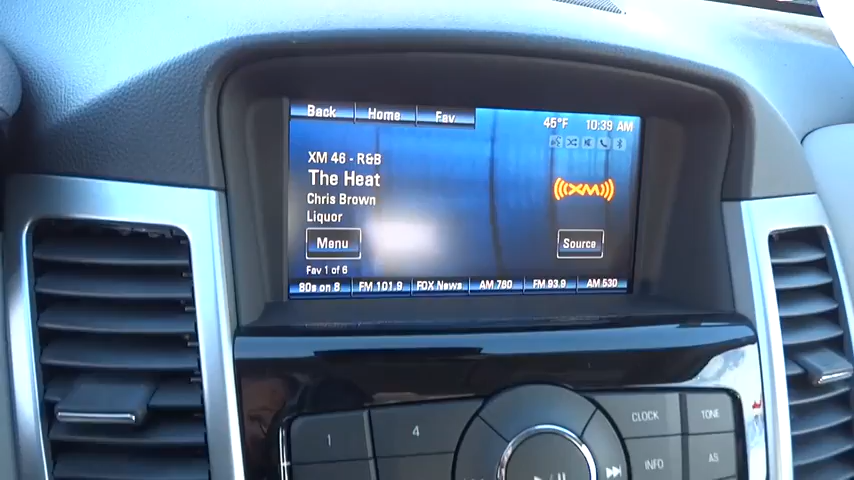 Back Home Fav 45°F 10:39 AM
XM 46 - R&B
The Heat
Chris Brown
Liquor
XM
Menu Source
Fav 1 of 6
80s on 8 FM 101.9 FOX News AM 780 FM 93.9 AM 530
1 4 CLOCK TONE
INFO AS